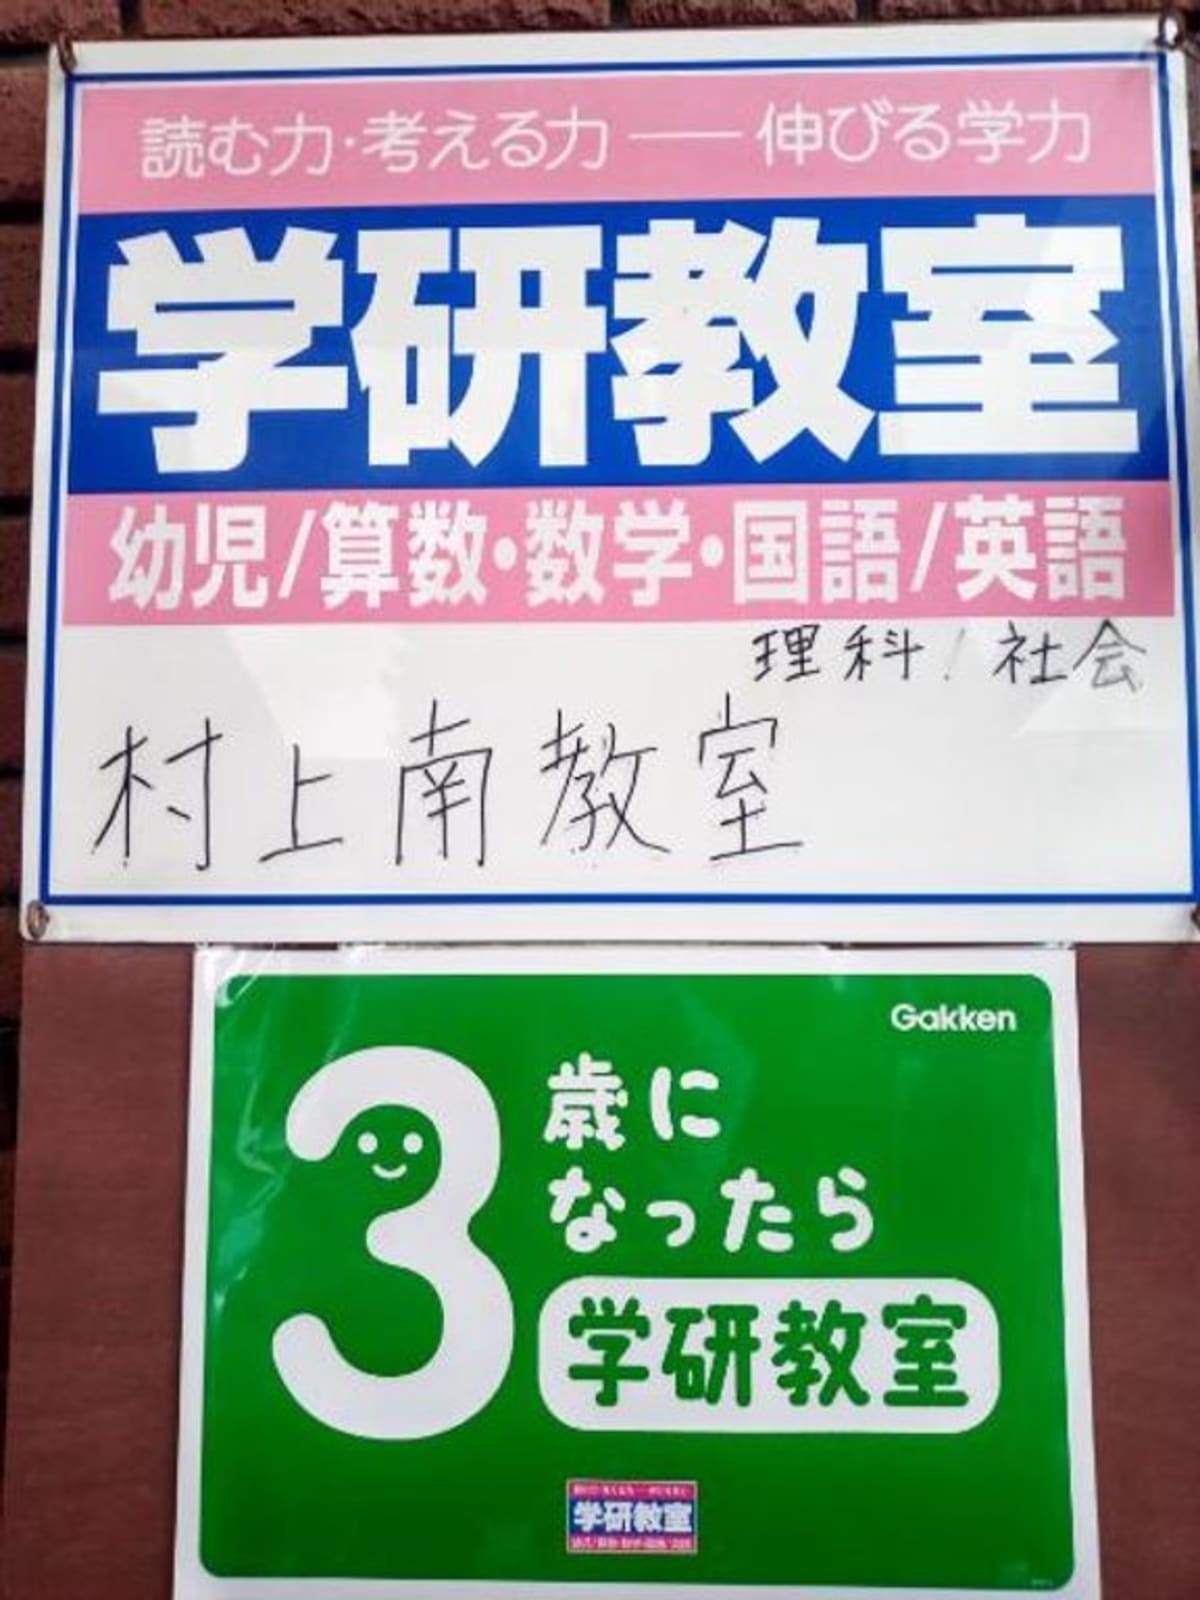 読む力・考える力──伸びる学力
学研教室
幼児/算数・数学・国語/英語
理科/社会
村上南教室
Gakken
3歳に
なったら
学研教室
学研教室